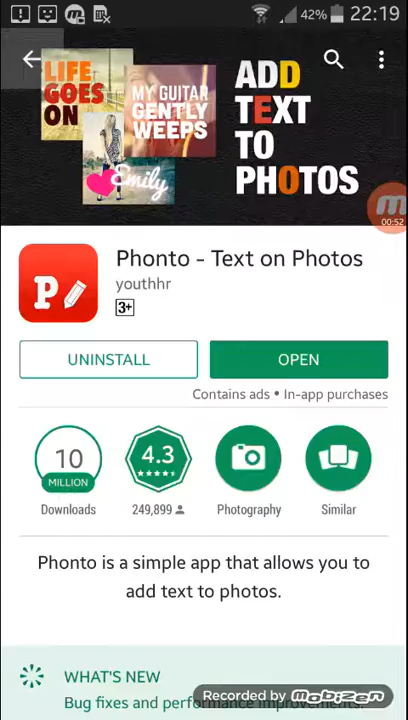 42% 22:19
LIFE
GOES
ON
MY GUITAR
GENTLY
WEEPS
Emily
ADD
TEXT
TO
PHOTOS
00:52
P
Phonto - Text on Photos
youthhr
3+
UNINSTALL
OPEN
Contains ads • In-app purchases
10
MILLION
4.3
Downloads
249,899
Photography
Similar
Phonto is a simple app that allows you to
add text to photos.
WHAT'S NEW
Bug fixes and performance improvements.
Recorded by MOBIZEN